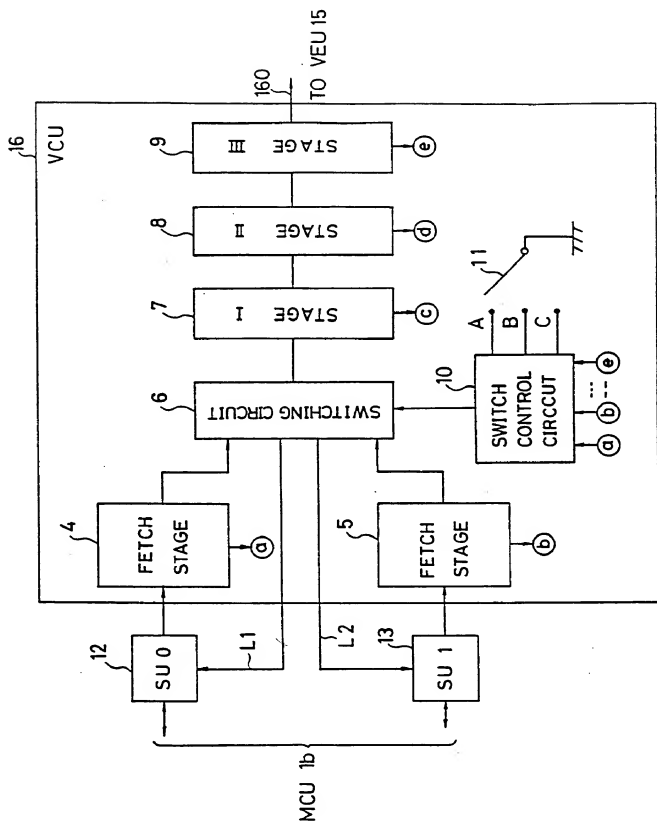 16
VCU
160
TO VEU 15
4
FETCH
STAGE
a
6
SWITCHING CIRCUIT
7
STAGE I
c
8
STAGE II
d
9
STAGE III
e
12
SU 0
L1
L2
13
SU 1
MCU 1b
5
FETCH
STAGE
b
10
SWITCH
CONTROL
CIRCCUT
A
B
C
11
a
b
---
e